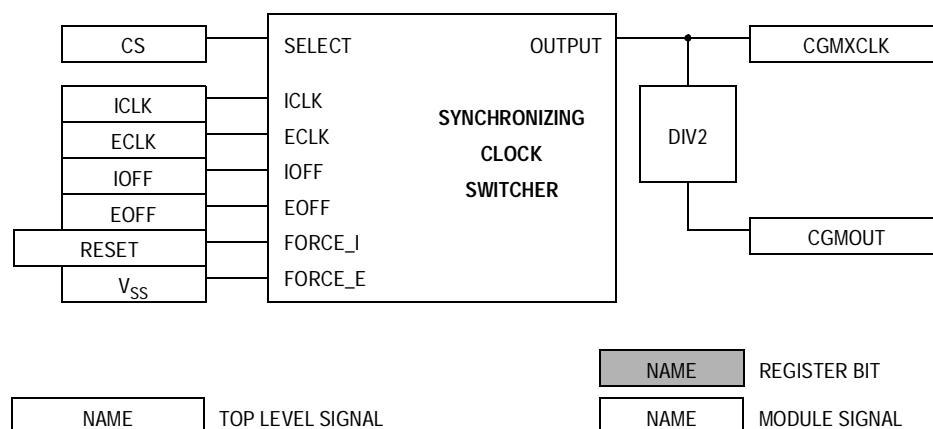 CS
SELECT
OUTPUT
CGMXCLK
ICLK
ICLK
ECLK
ECLK
IOFF
IOFF
EOFF
EOFF
RESET
FORCE_I
VSS
FORCE_E
SYNCHRONIZING
CLOCK
SWITCHER
DIV2
CGMOUT
NAME
REGISTER BIT
NAME
TOP LEVEL SIGNAL
NAME
MODULE SIGNAL